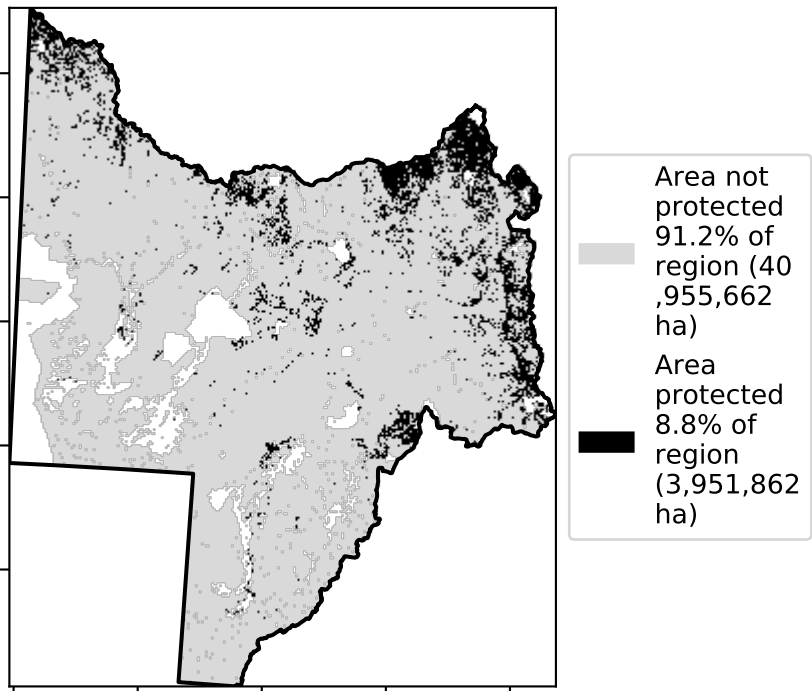 Area not
protected
91.2% of
region (40
,955,662
ha)
Area
protected
8.8% of
region
(3,951,862
ha)